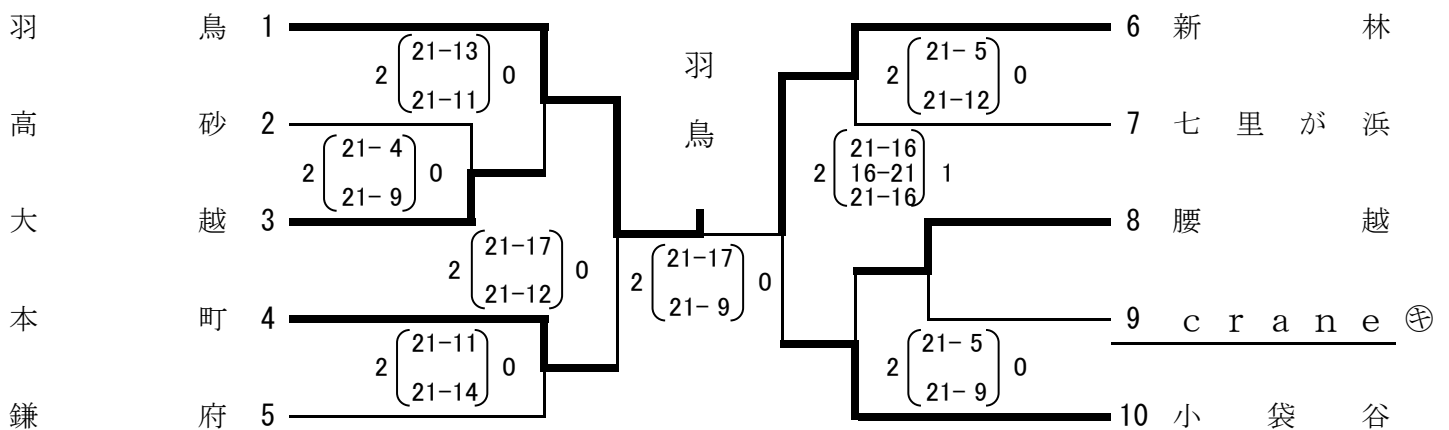 羽鳥 1
高砂 2
大越 3
本町 4
鎌府 5
2 21-13 0
21-11
2 21- 4 0
21- 9
2 21-17 0
21-12
2 21-11 0
21-14
羽鳥
2 21-17 0
21- 9
2 21- 5 0
21-12
2 21-16 1
16-21
21-16
2 21- 5 0
21- 9
6 新林
7 七里が浜
8 腰越
9 ｃｒａｎｅ ㋖
10 小袋谷